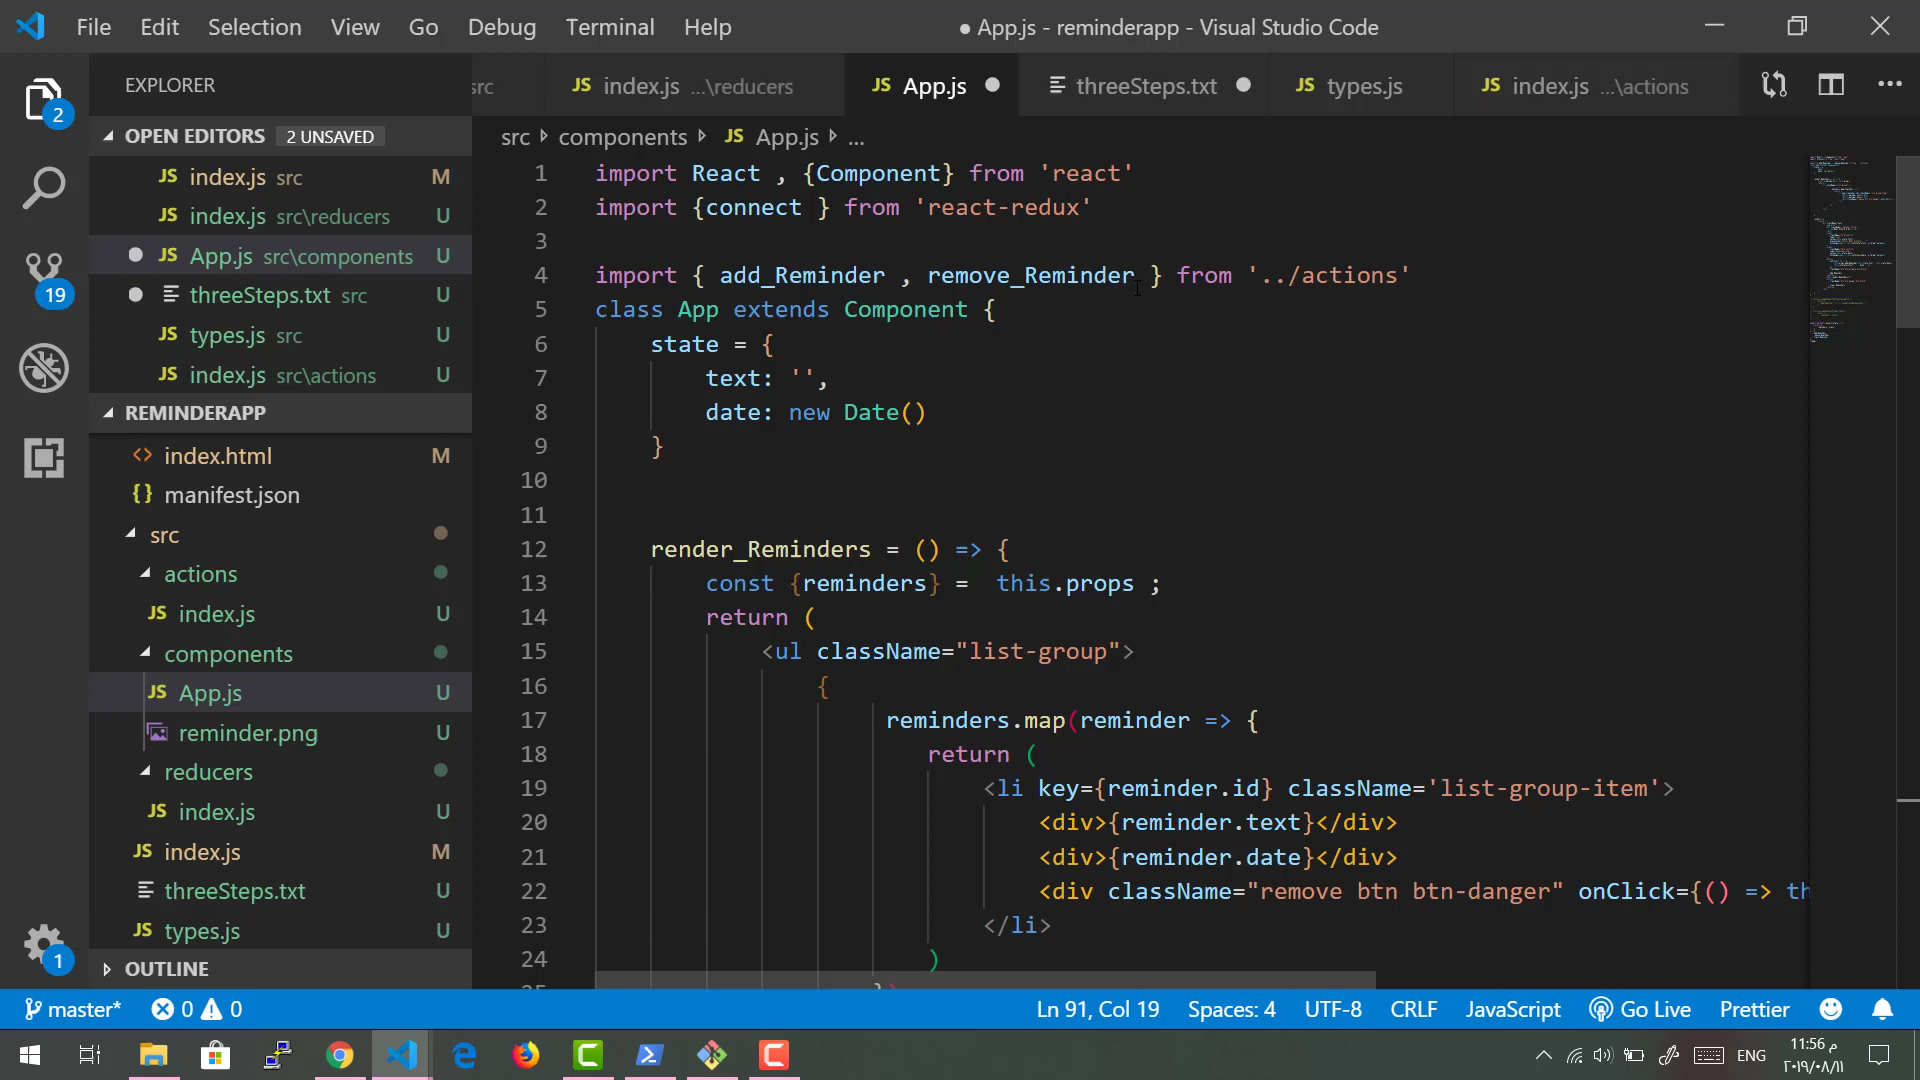 File Edit Selection View Go Debug Terminal Help
● App.js - reminderapp - Visual Studio Code
EXPLORER
src
JS index.js ...\reducers
JS App.js
threeSteps.txt
JS types.js
JS index.js ...\actions
2
OPEN EDITORS 2 UNSAVED
JS index.js src M
JS index.js src\reducers U
JS App.js src\components U
threeSteps.txt src U
JS types.js src U
JS index.js src\actions U
19
REMINDERAPP
<> index.html M
{} manifest.json
src
actions
JS index.js U
components
JS App.js U
reminder.png U
reducers
JS index.js U
JS index.js M
threeSteps.txt U
JS types.js U
1
OUTLINE
src components JS App.js ...
1 import React , {Component} from 'react'
2 import {connect } from 'react-redux'
3
4 import { add_Reminder , remove_Reminder } from '../actions'
5 class App extends Component {
6 state = {
7 text: '',
8 date: new Date()
9 }
10
11
12 render_Reminders = () => {
13 const {reminders} = this.props ;
14 return (
15 <ul className="list-group">
16 {
17 reminders.map(reminder => {
18 return (
19 <li key={reminder.id} className='list-group-item'>
20 <div>{reminder.text}</div>
21 <div>{reminder.date}</div>
22 <div className="remove btn btn-danger" onClick={() => th
23 </li>
24 )
master* 0 0
Ln 91, Col 19 Spaces: 4 UTF-8 CRLF JavaScript Go Live Prettier
ENG
11:56 م
٢٠١٩/٠٨/١١